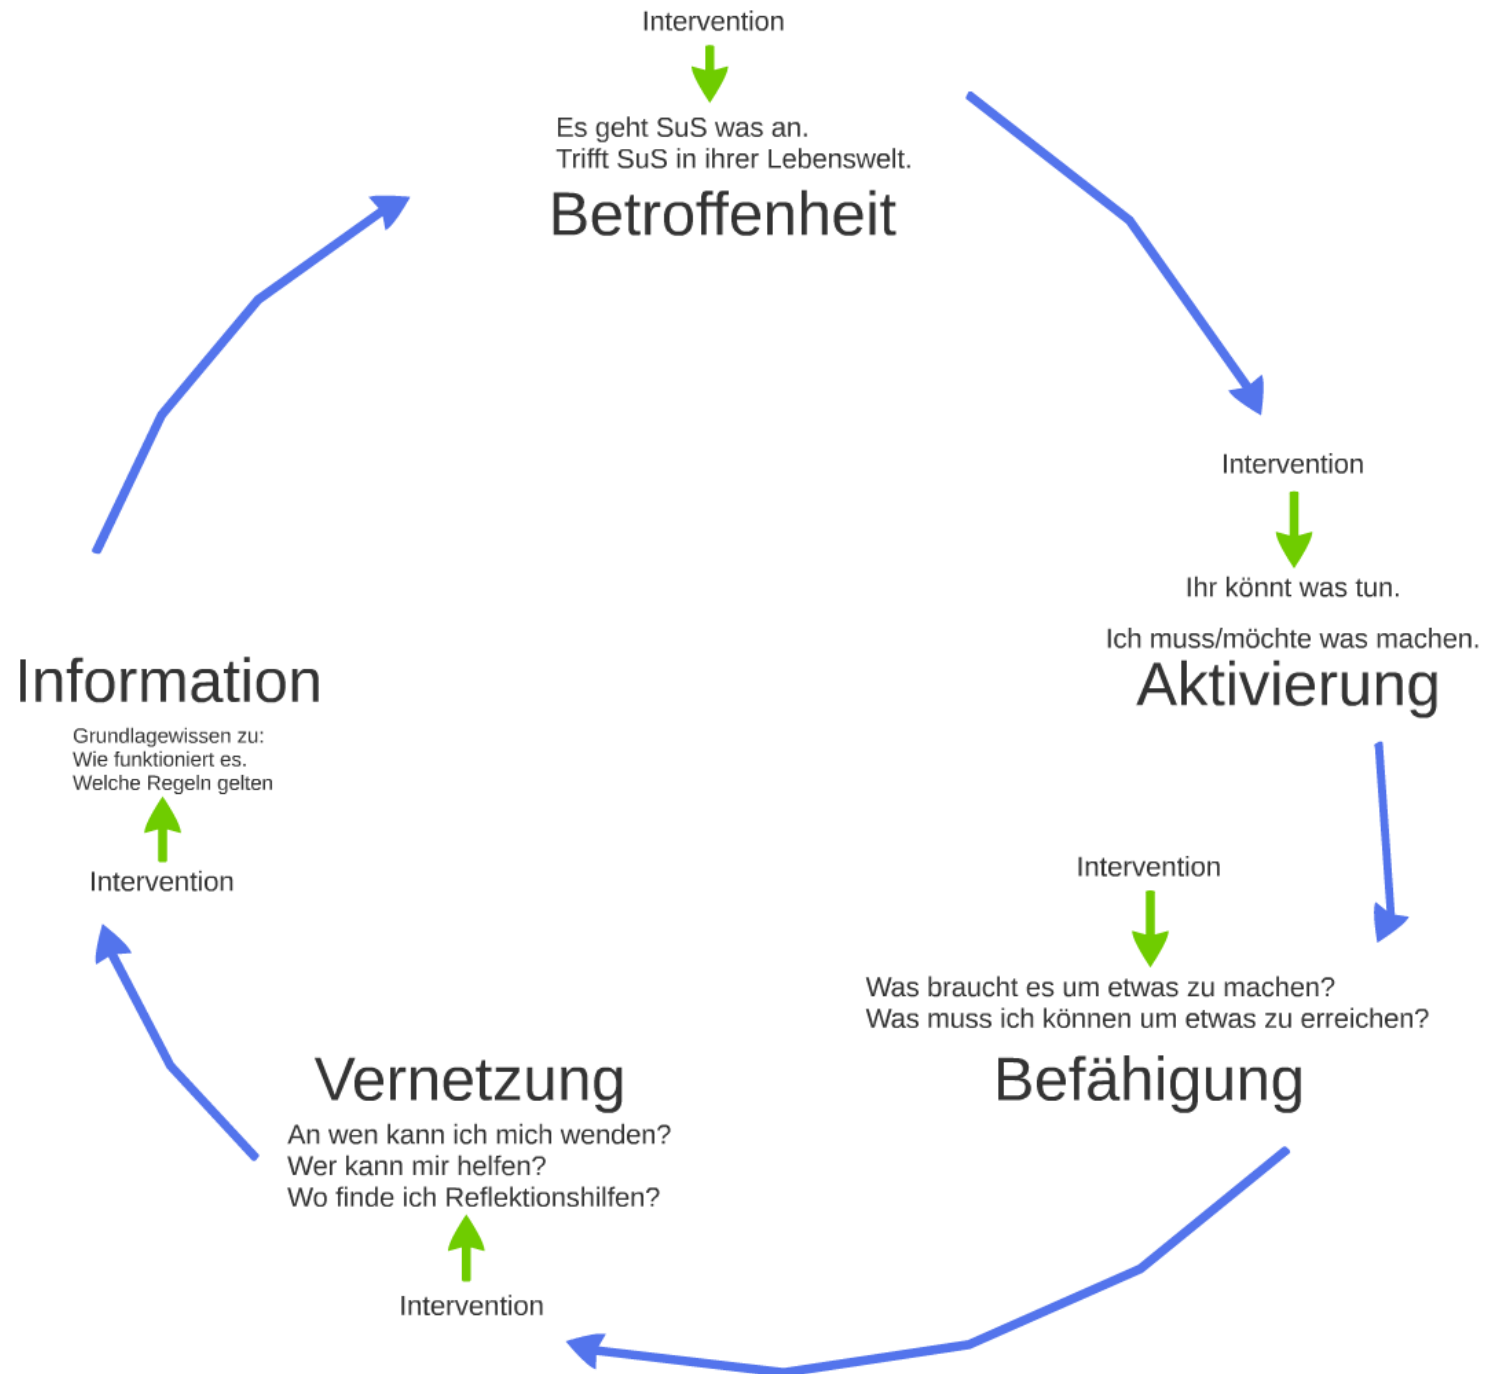 Intervention
Es geht SuS was an.
Trifft SuS in ihrer Lebenswelt.
Betroffenheit
Intervention
Ihr könnt was tun.
Ich muss/möchte was machen.
Aktivierung
Intervention
Was braucht es um etwas zu machen?
Was muss ich können um etwas zu erreichen?
Befähigung
Vernetzung
An wen kann ich mich wenden?
Wer kann mir helfen?
Wo finde ich Reflektionshilfen?
Intervention
Information
Grundlagewissen zu:
Wie funktioniert es.
Welche Regeln gelten
Intervention